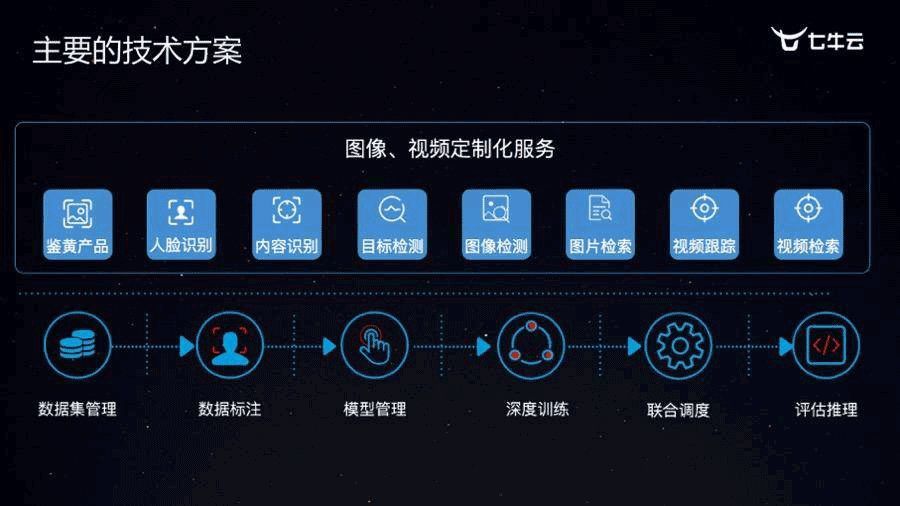 主要的技术方案
七牛云
图像、视频定制化服务
鉴黄产品
人脸识别
内容识别
目标检测
图像检测
图片检索
视频跟踪
视频检索
数据集管理
数据标注
模型管理
深度训练
联合调度
评估推理